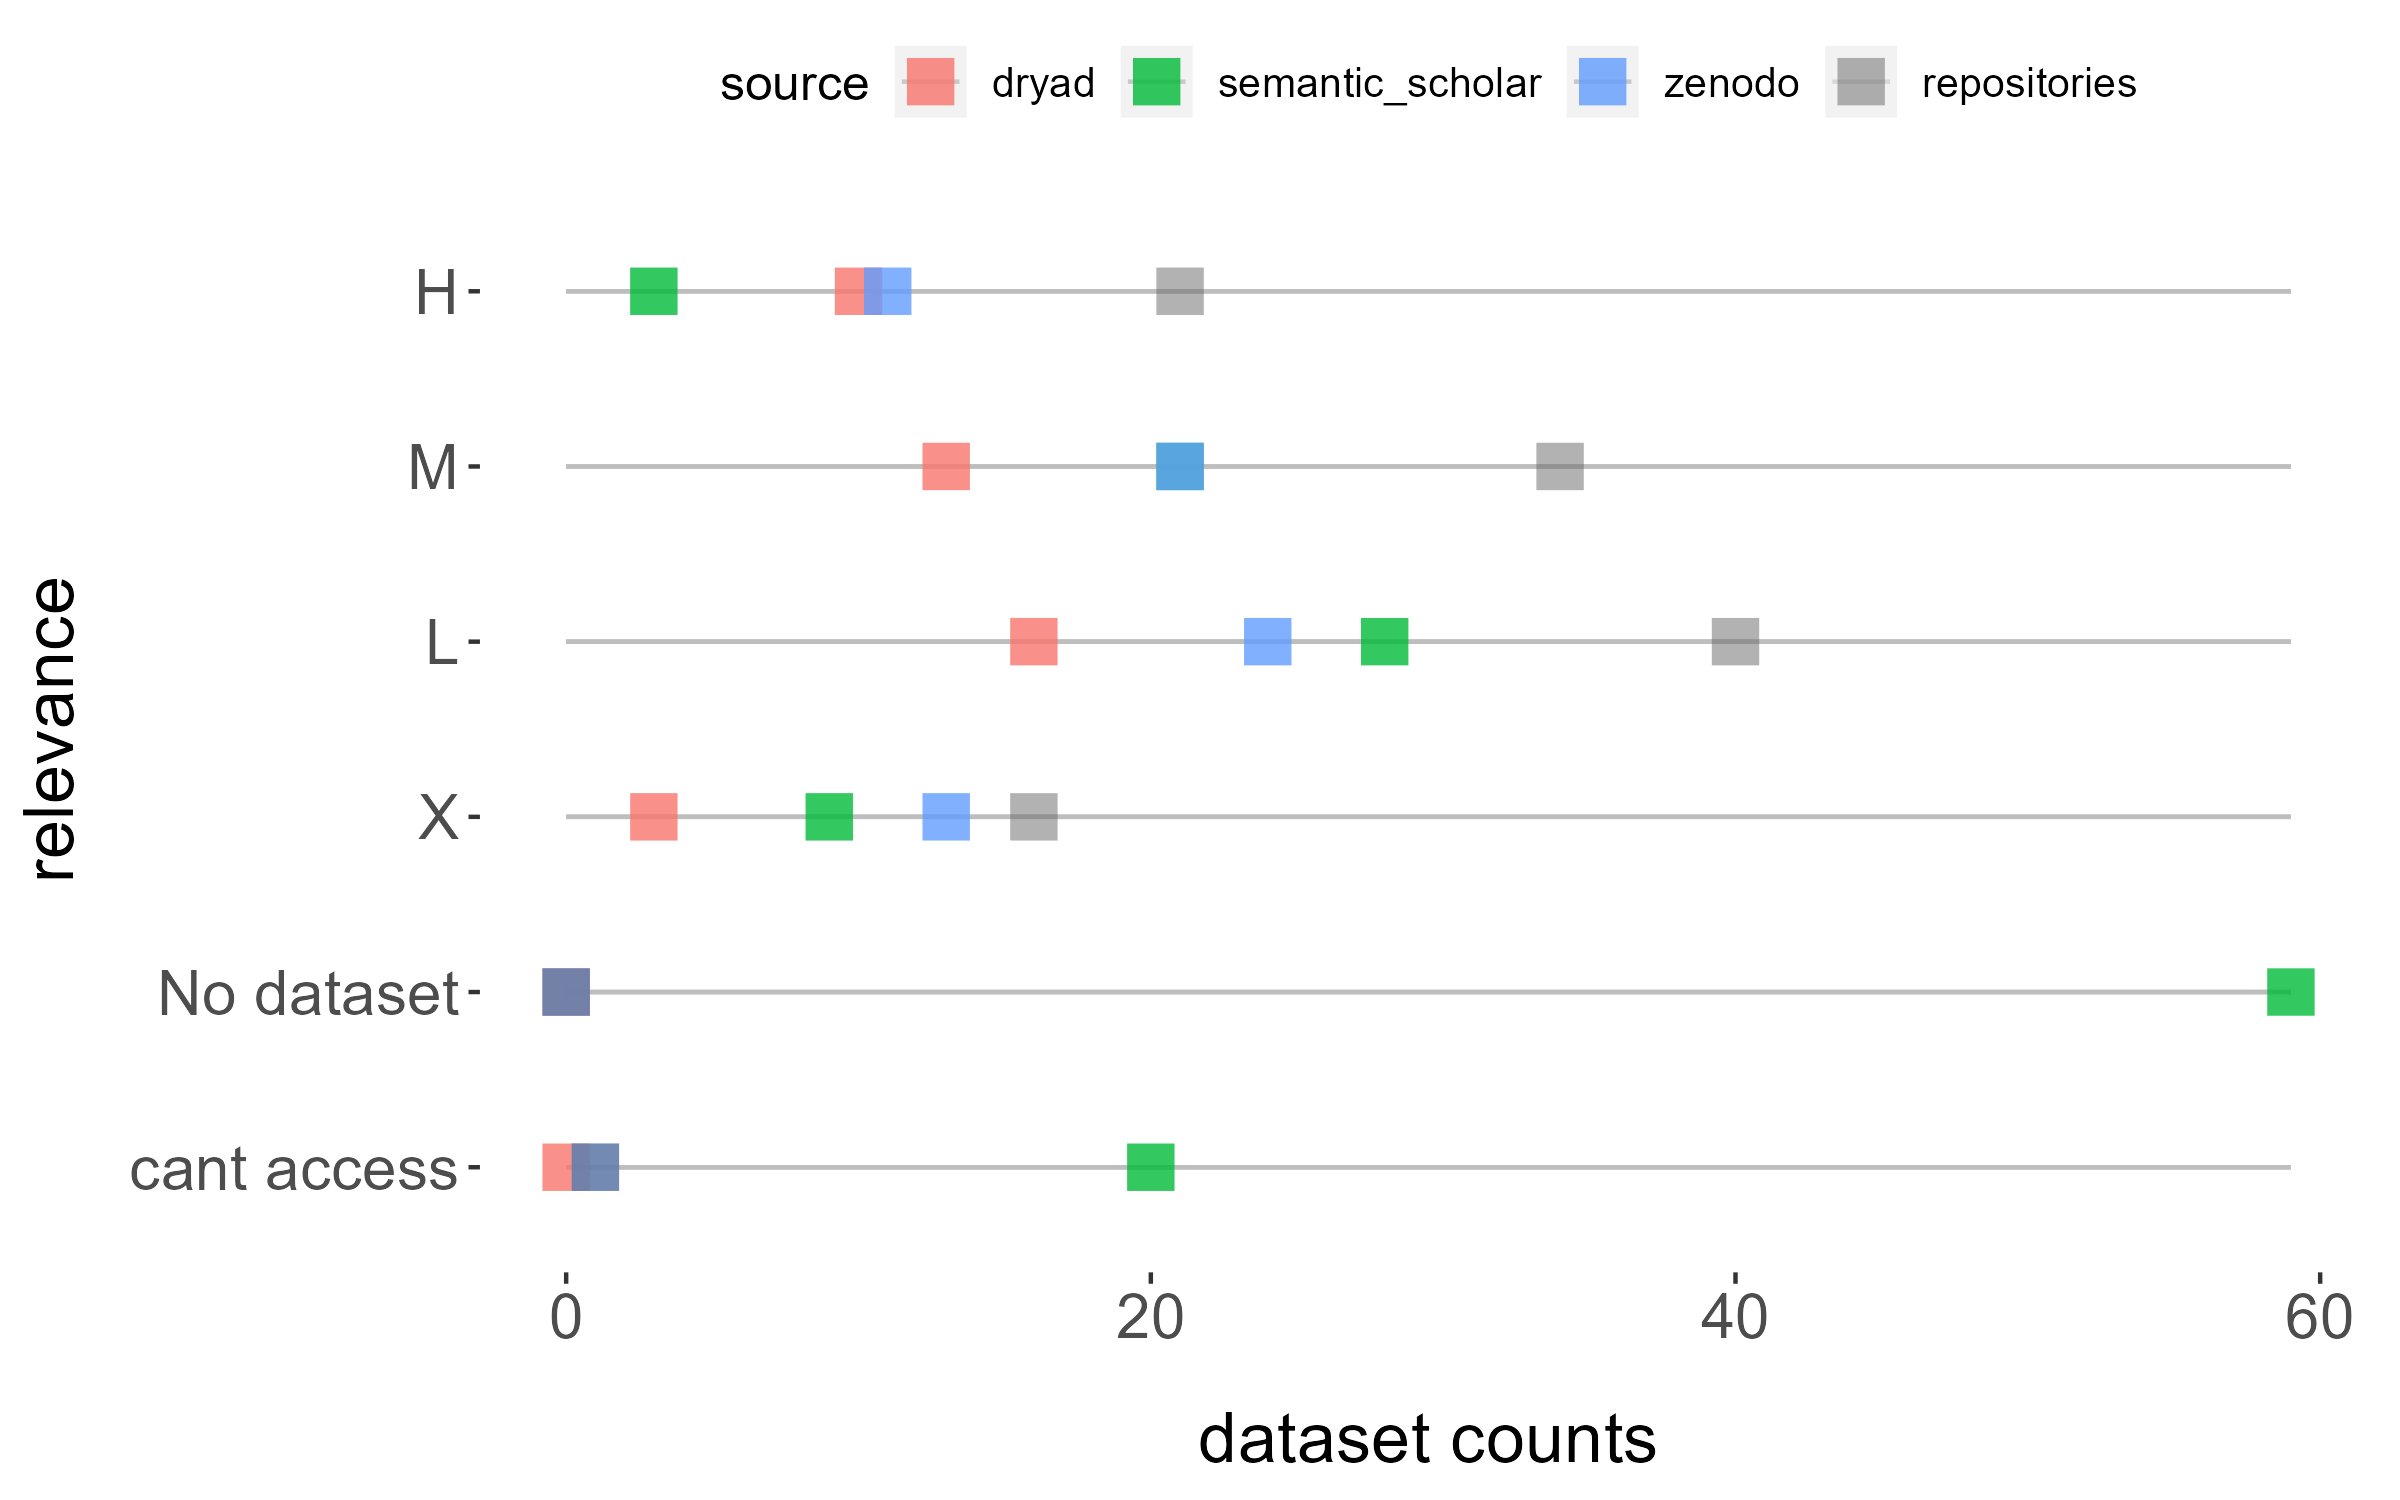 source dryad semantic_scholar zenodo repositories
H
M
L
X
No dataset
cant access
relevance
0 20 40 60
dataset counts